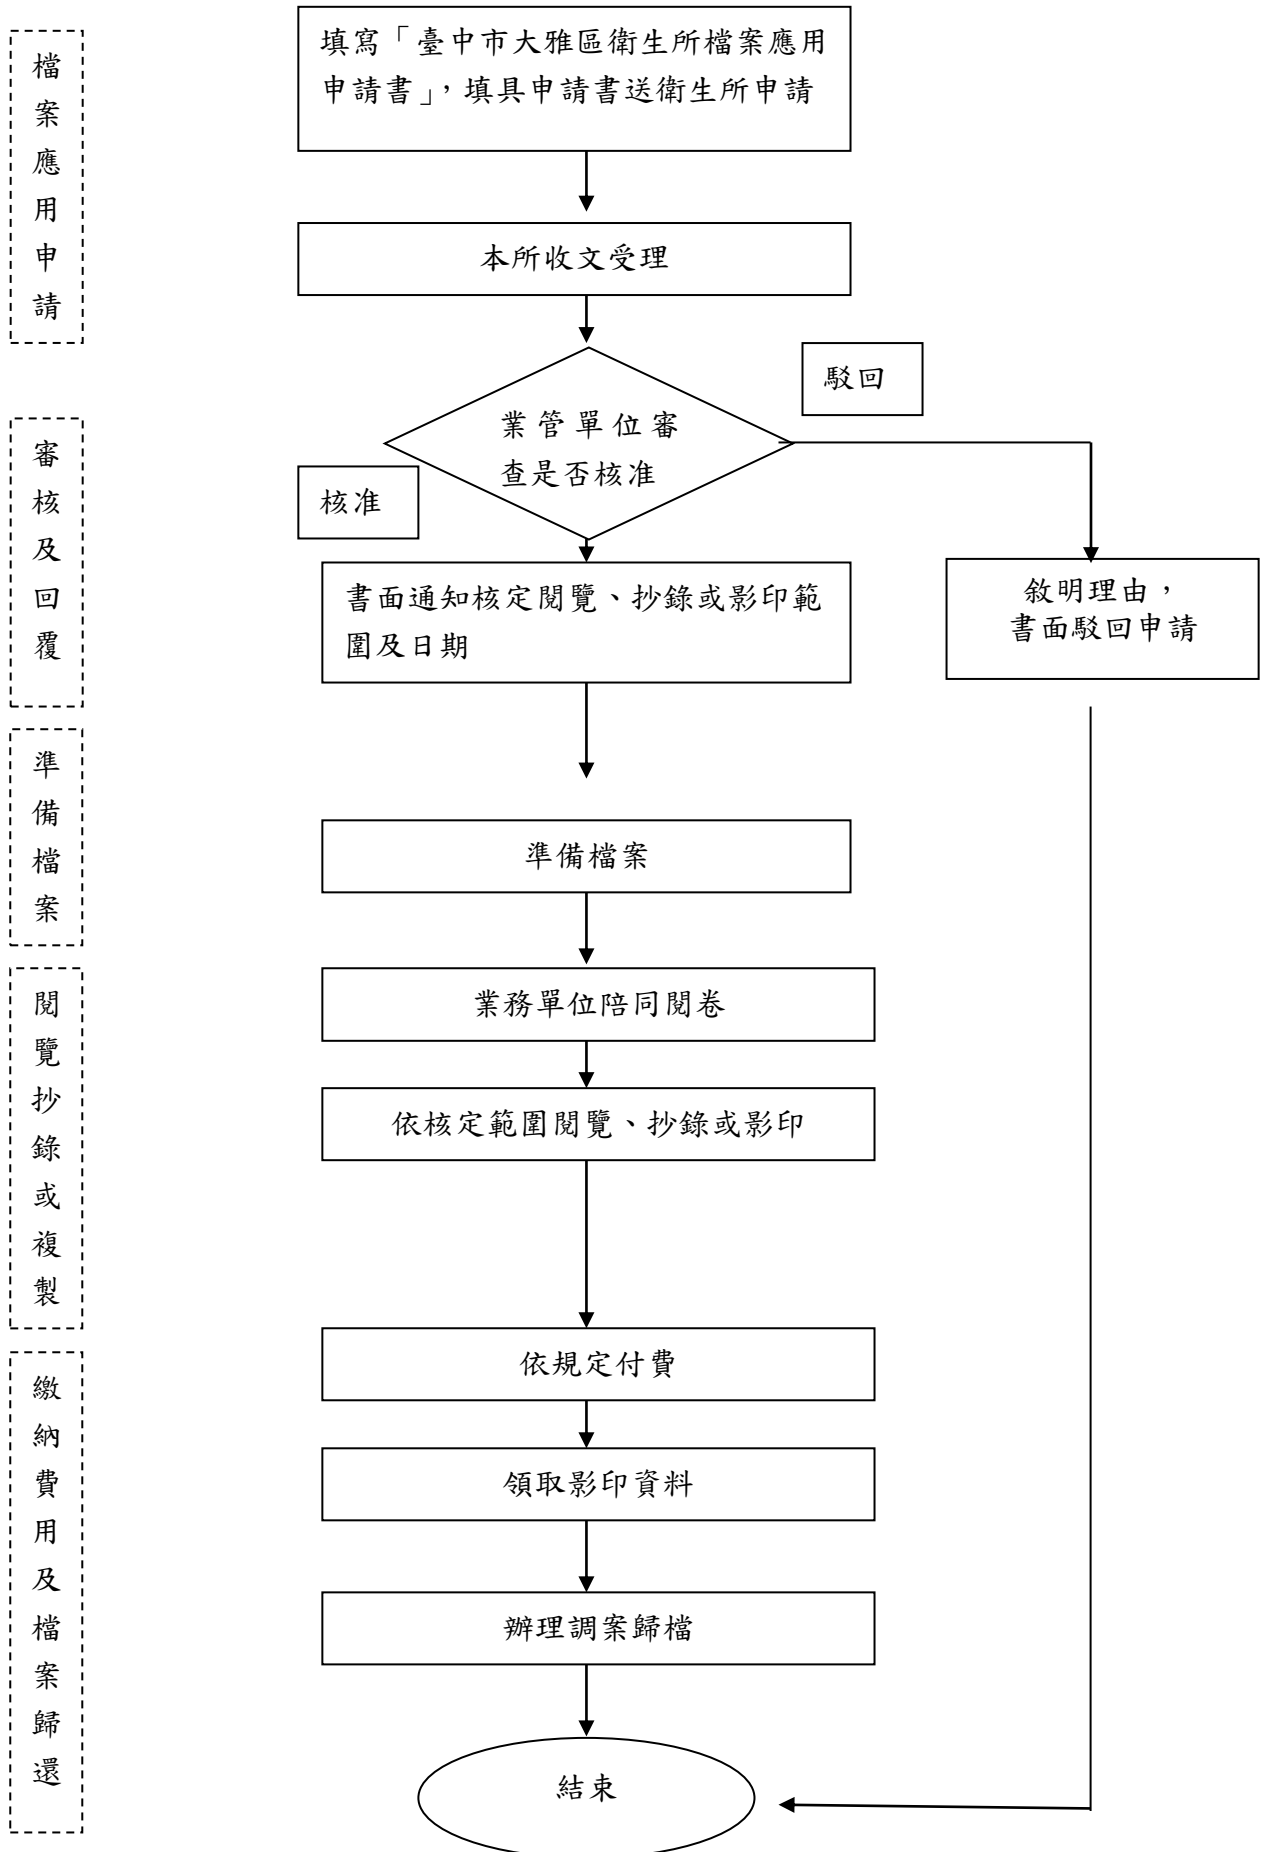 檔案應用申請
填寫「臺中市大雅區衛生所檔案應用
申請書」，填具申請書送衛生所申請
本所收文受理
審核及回覆
業管單位審
查是否核准
駁回
核准
書面通知核定閱覽、抄錄或影印範
圍及日期
敘明理由，
書面駁回申請
準備檔案
準備檔案
閱覽抄錄或複製
業務單位陪同閱卷
依核定範圍閱覽、抄錄或影印
繳納費用及檔案歸還
依規定付費
領取影印資料
辦理調案歸檔
結束